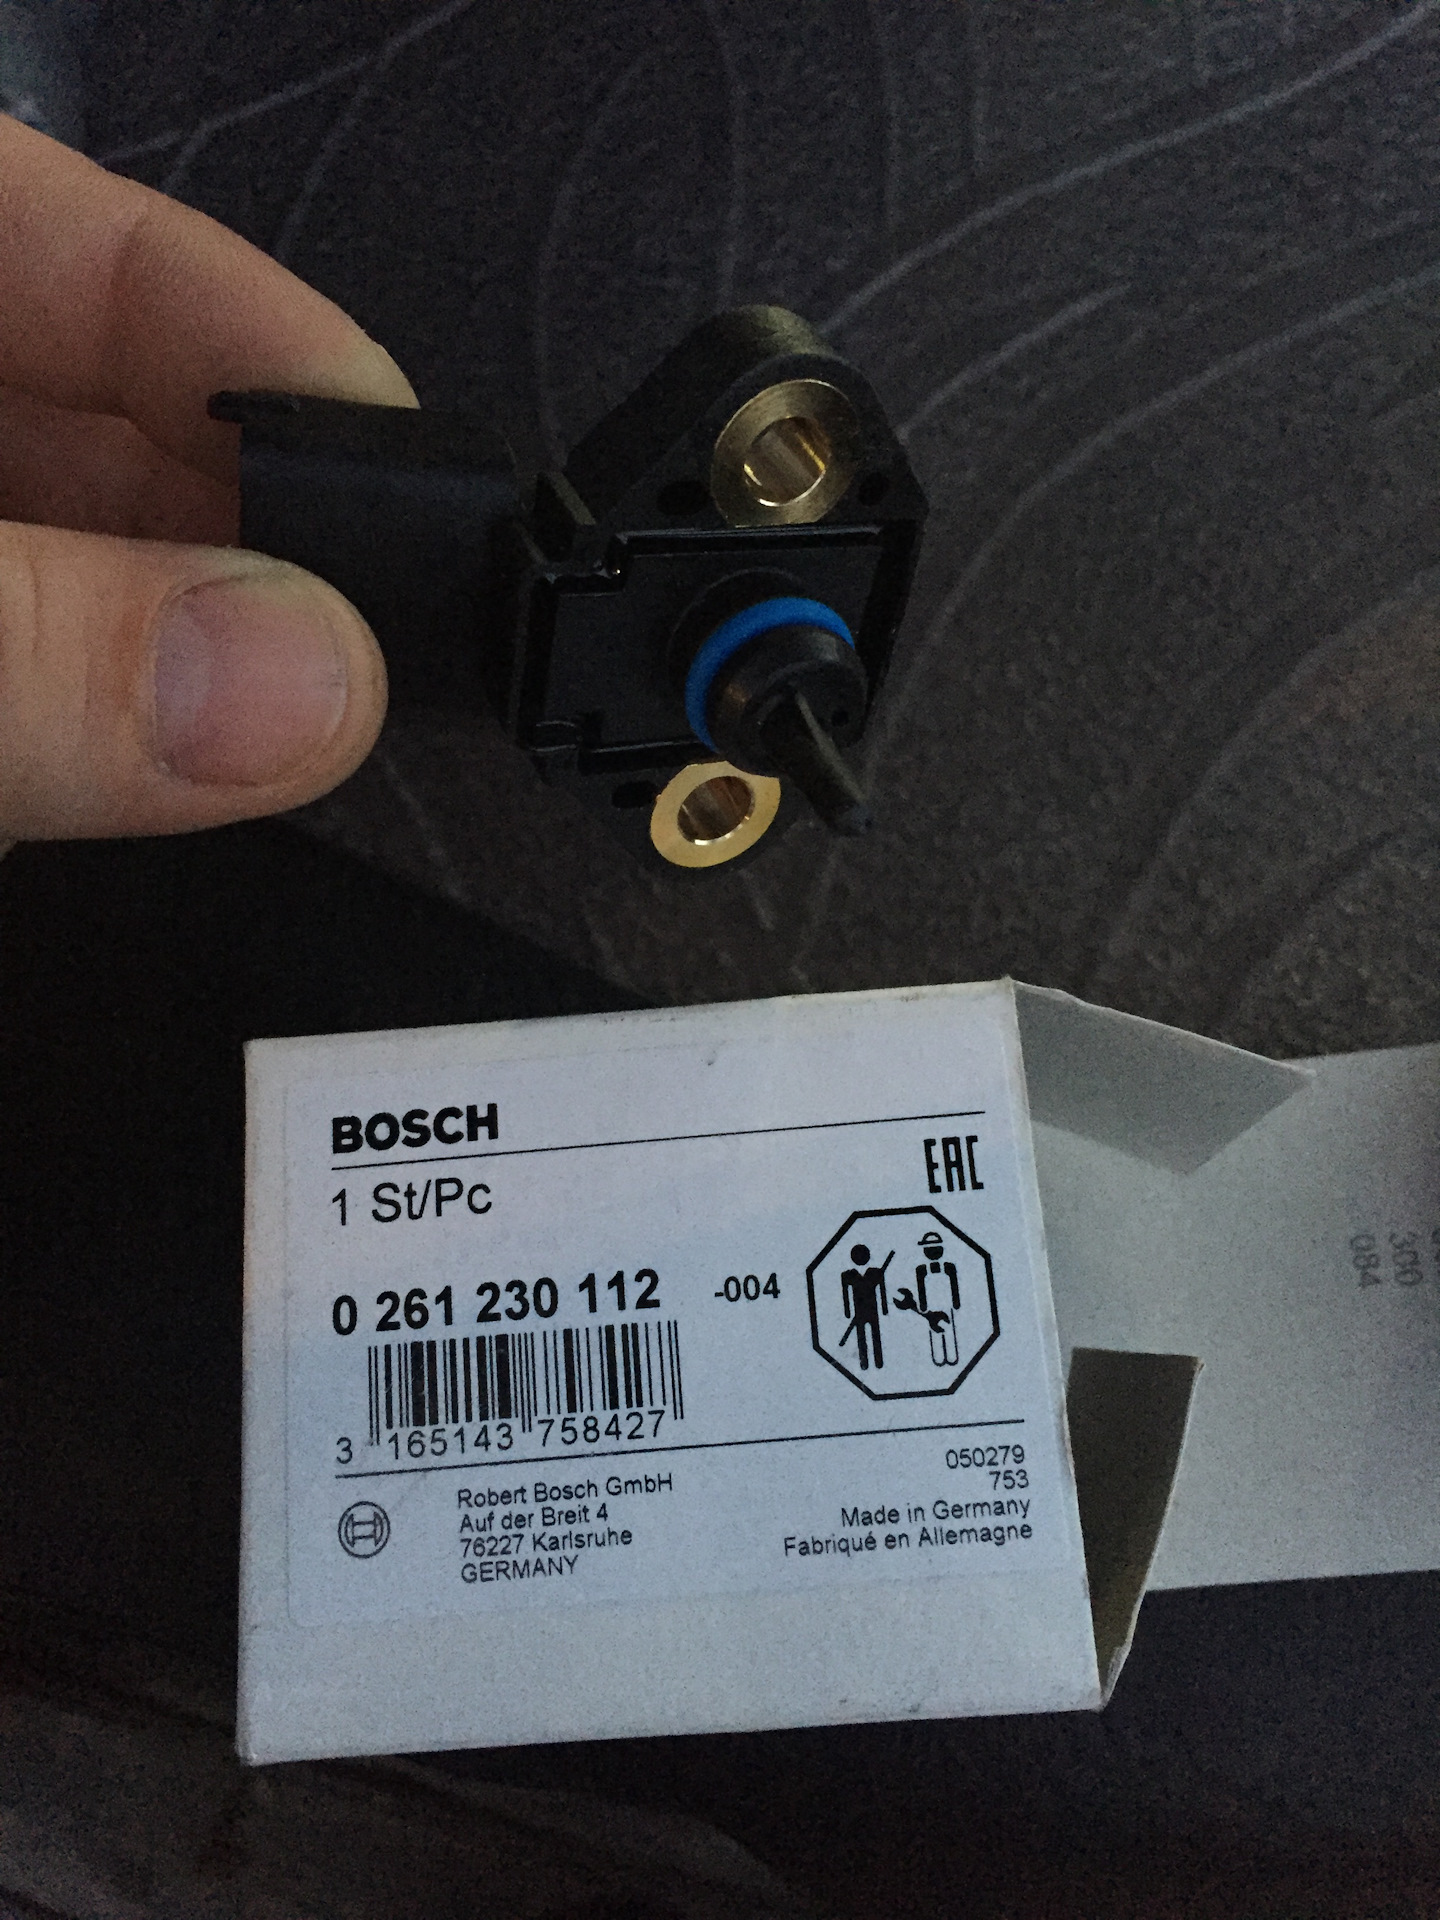 BOSCH
EAC
1 St/Pc
0 261 230 112 -004
3 165143 758427
050279
753
Robert Bosch GmbH
Auf der Breit 4
76227 Karlsruhe
GERMANY
Made in Germany
Fabriqué en Allemagne
300
084